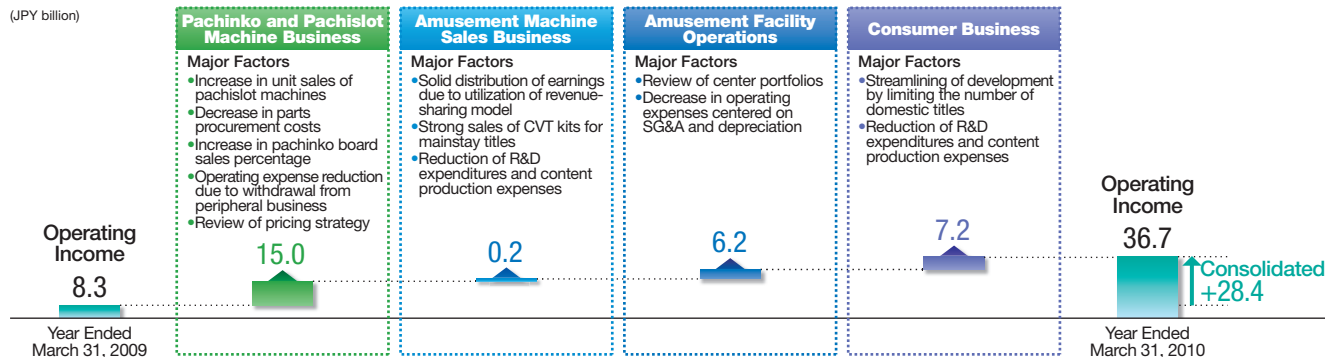 (JPY billion)
Pachinko and Pachislot
Machine Business
Major Factors
•Increase in unit sales of
pachislot machines
•Decrease in parts
procurement costs
•Increase in pachinko board
sales percentage
•Operating expense reduction
due to withdrawal from
peripheral business
•Review of pricing strategy
15.0
Amusement Machine
Sales Business
Major Factors
•Solid distribution of earnings
due to utilization of revenue-
sharing model
•Strong sales of CVT kits for
mainstay titles
•Reduction of R&D
expenditures and content
production expenses
0.2
Amusement Facility
Operations
Major Factors
•Review of center portfolios
•Decrease in operating
expenses centered on
SG&A and depreciation
6.2
Consumer Business
Major Factors
•Streamlining of development
by limiting the number of
domestic titles
•Reduction of R&D
expenditures and content
production expenses
7.2
Operating
Income
8.3
Year Ended
March 31, 2009
Operating
Income
36.7
Consolidated
+28.4
Year Ended
March 31, 2010